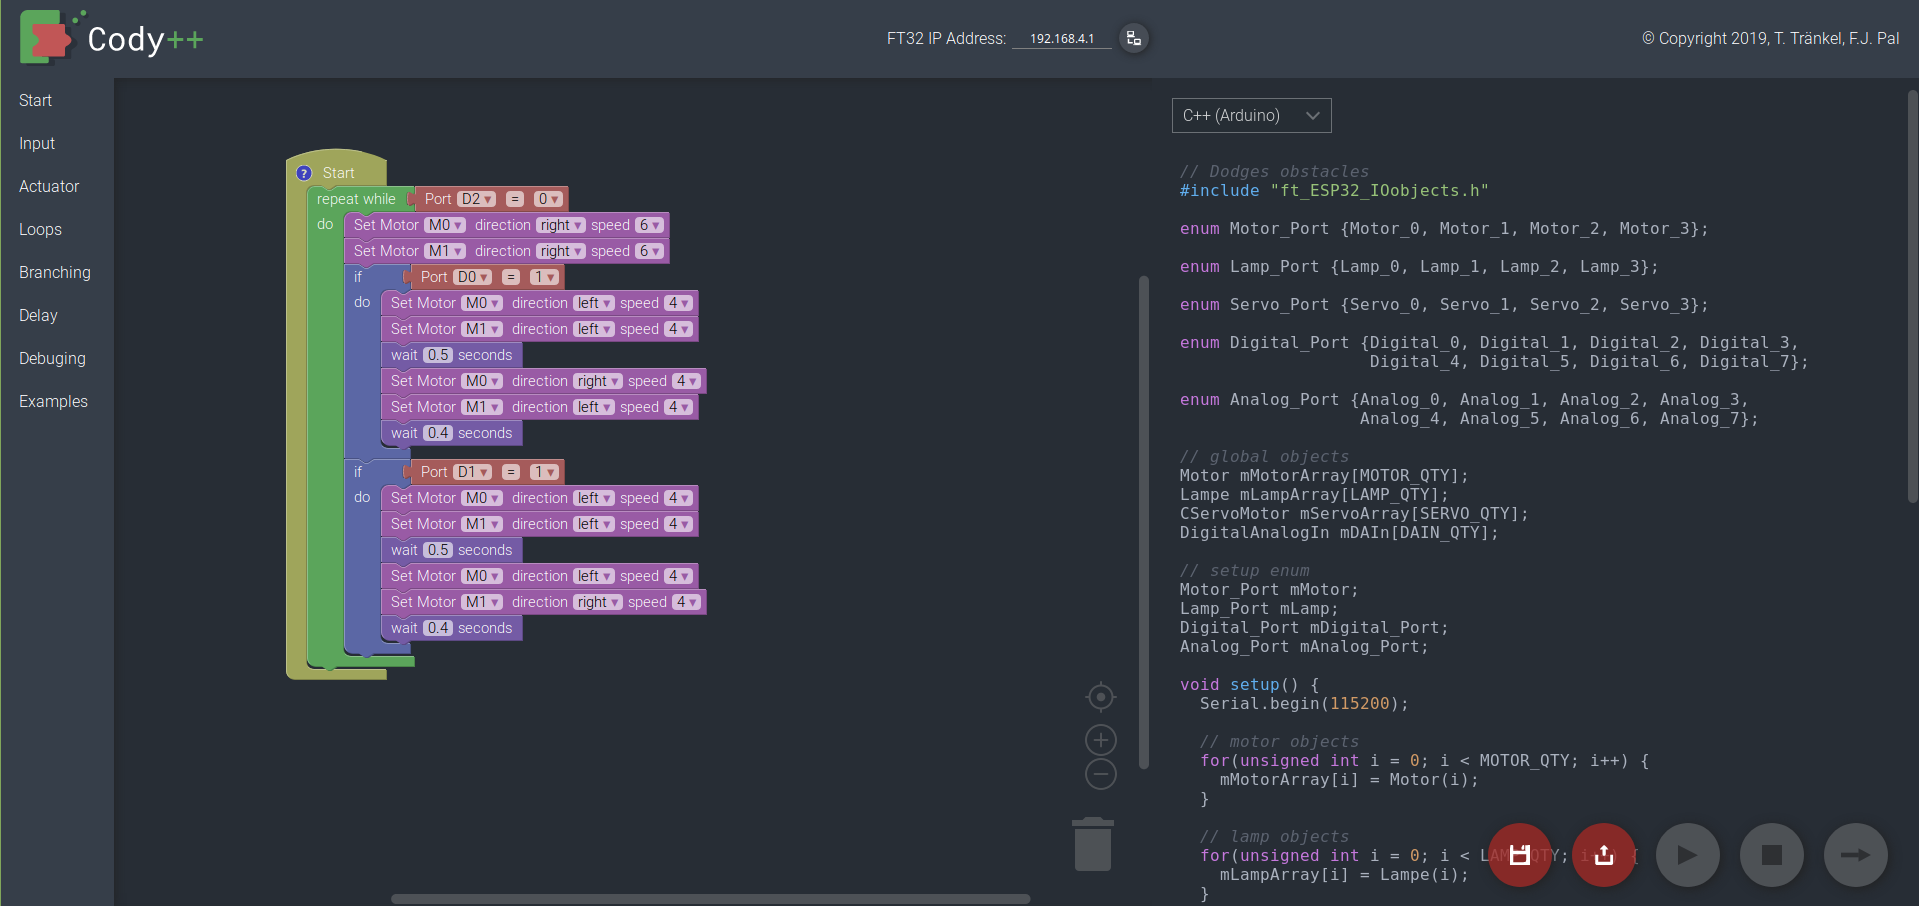 Cody++
FT32 IP Address: 192.168.4.1
© Copyright 2019, T. Tränkel, F.J. Pal
Start
Input
Actuator
Loops
Branching
Delay
Debuging
Examples
? Start
repeat while Port D2 = 0
do Set Motor M0 direction right speed 6
Set Motor M1 direction right speed 6
if Port D0 = 1
do Set Motor M0 direction left speed 4
Set Motor M1 direction left speed 4
wait 0.5 seconds
Set Motor M0 direction right speed 4
Set Motor M1 direction left speed 4
wait 0.4 seconds
if Port D1 = 1
do Set Motor M0 direction left speed 4
Set Motor M1 direction left speed 4
wait 0.5 seconds
Set Motor M0 direction left speed 4
Set Motor M1 direction right speed 4
wait 0.4 seconds
C++ (Arduino)
// Dodges obstacles
#include "ft_ESP32_IOobjects.h"
enum Motor_Port {Motor_0, Motor_1, Motor_2, Motor_3};
enum Lamp_Port {Lamp_0, Lamp_1, Lamp_2, Lamp_3};
enum Servo_Port {Servo_0, Servo_1, Servo_2, Servo_3};
enum Digital_Port {Digital_0, Digital_1, Digital_2, Digital_3,
Digital_4, Digital_5, Digital_6, Digital_7};
enum Analog_Port {Analog_0, Analog_1, Analog_2, Analog_3,
Analog_4, Analog_5, Analog_6, Analog_7};
// global objects
Motor mMotorArray[MOTOR_QTY];
Lampe mLampArray[LAMP_QTY];
CServoMotor mServoArray[SERVO_QTY];
DigitalAnalogIn mDAIn[DAIN_QTY];
// setup enum
Motor_Port mMotor;
Lamp_Port mLamp;
Digital_Port mDigital_Port;
Analog_Port mAnalog_Port;
void setup() {
Serial.begin(115200);
// motor objects
for(unsigned int i = 0; i < MOTOR_QTY; i++) {
mMotorArray[i] = Motor(i);
}
// lamp objects
for(unsigned int i = 0; i < LAMP_QTY; i++) {
mLampArray[i] = Lampe(i);
}